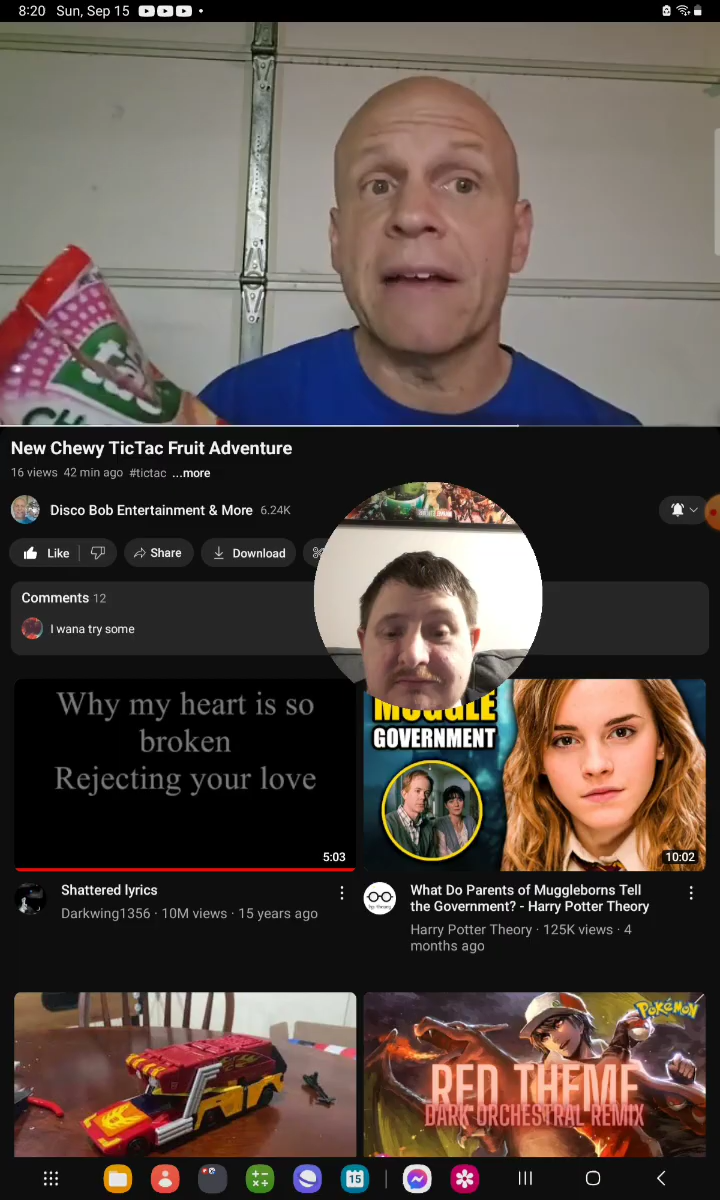 8:20 Sun, Sep 15
New Chewy TicTac Fruit Adventure
16 views 42 min ago #tictac ...more
Disco Bob Entertainment & More 6.24K
Like Share Download
Comments 12
I wana try some
Why my heart is so
broken
Rejecting your love
5:03
MUGGLE
GOVERNMENT
10:02
Shattered lyrics
Darkwing1356 · 10M views · 15 years ago
What Do Parents of Muggleborns Tell
the Government? - Harry Potter Theory
Harry Potter Theory · 125K views · 4
months ago
POKéMON
RED THEME
DARK ORCHESTRAL REMIX
15